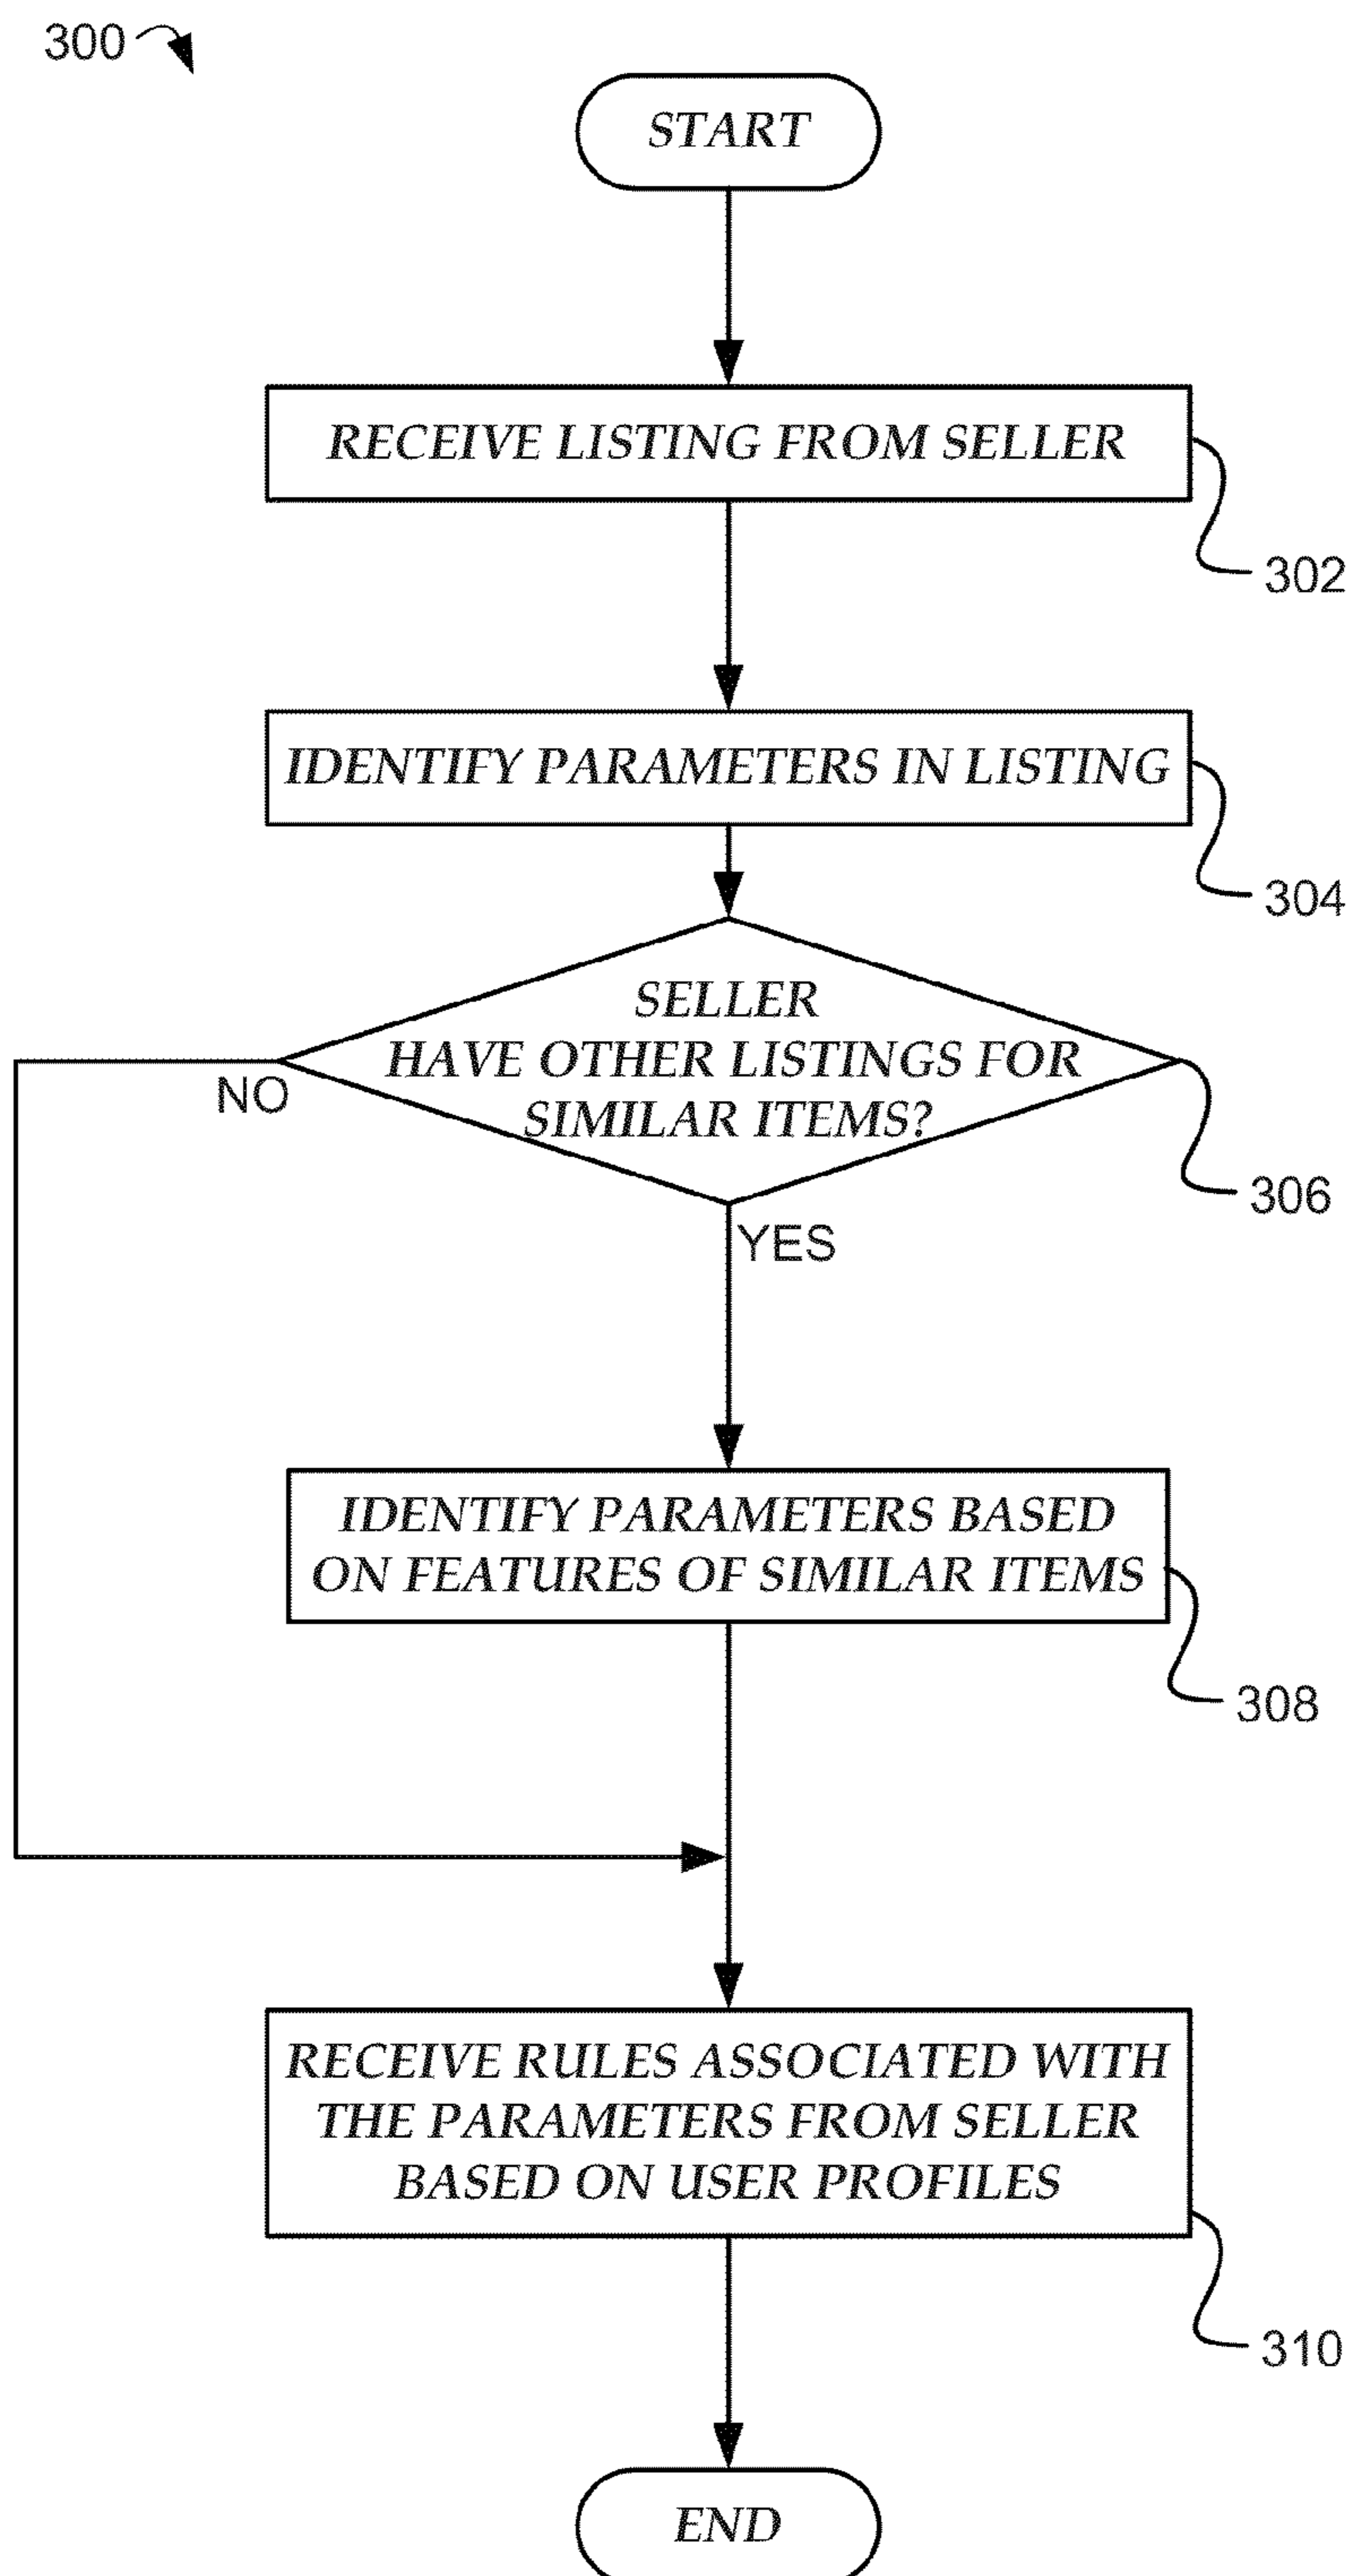 300
START
RECEIVE LISTING FROM SELLER
302
IDENTIFY PARAMETERS IN LISTING
304
SELLER
HAVE OTHER LISTINGS FOR
SIMILAR ITEMS?
NO
306
YES
IDENTIFY PARAMETERS BASED
ON FEATURES OF SIMILAR ITEMS
308
RECEIVE RULES ASSOCIATED WITH
THE PARAMETERS FROM SELLER
BASED ON USER PROFILES
310
END